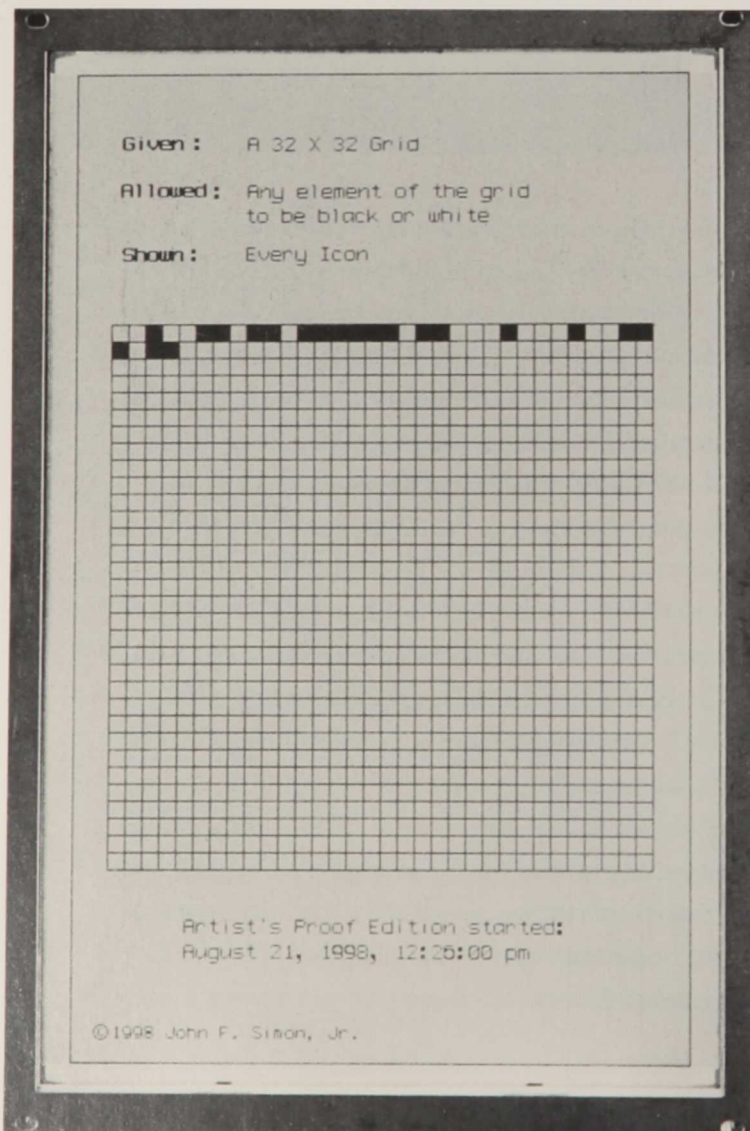 Given: A 32 X 32 Grid
Allowed: Any element of the grid
to be black or white
Shown: Every Icon
Artist's Proof Edition started:
August 21, 1998, 12:25:00 pm
©1998 John F. Simon, Jr.